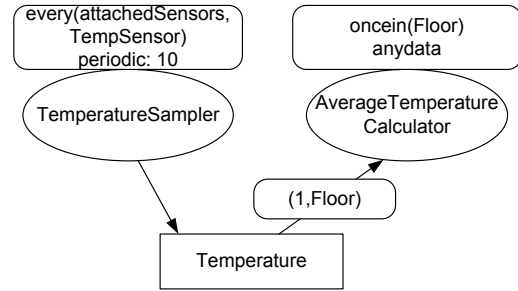 every(attachedSensors,
TempSensor)
periodic: 10
TemperatureSampler
oncein(Floor)
anydata
AverageTemperature
Calculator
(1,Floor)
Temperature